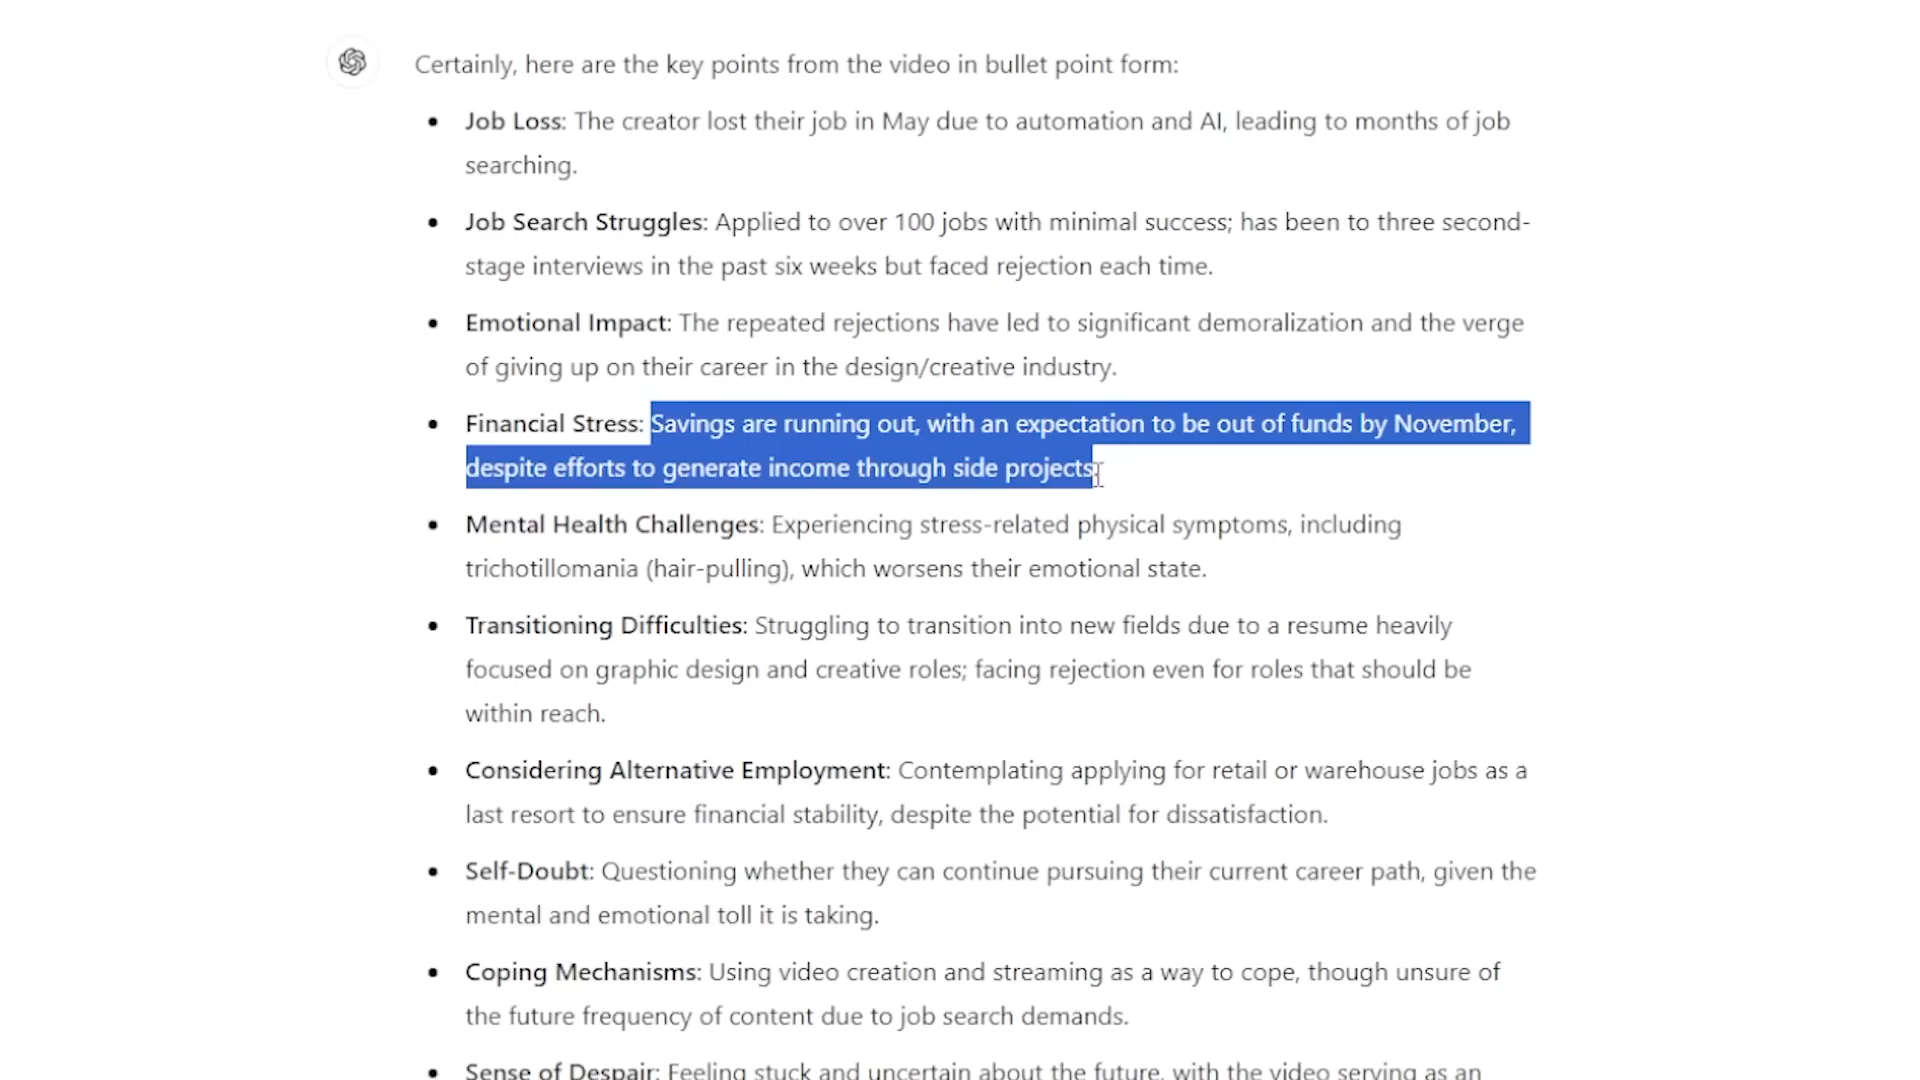 Certainly, here are the key points from the video in bullet point form:
• Job Loss: The creator lost their job in May due to automation and AI, leading to months of job
searching.
• Job Search Struggles: Applied to over 100 jobs with minimal success; has been to three second-
stage interviews in the past six weeks but faced rejection each time.
• Emotional Impact: The repeated rejections have led to significant demoralization and the verge
of giving up on their career in the design/creative industry.
• Financial Stress: Savings are running out, with an expectation to be out of funds by November,
despite efforts to generate income through side projects.
• Mental Health Challenges: Experiencing stress-related physical symptoms, including
trichotillomania (hair-pulling), which worsens their emotional state.
• Transitioning Difficulties: Struggling to transition into new fields due to a resume heavily
focused on graphic design and creative roles; facing rejection even for roles that should be
within reach.
• Considering Alternative Employment: Contemplating applying for retail or warehouse jobs as a
last resort to ensure financial stability, despite the potential for dissatisfaction.
• Self-Doubt: Questioning whether they can continue pursuing their current career path, given the
mental and emotional toll it is taking.
• Coping Mechanisms: Using video creation and streaming as a way to cope, though unsure of
the future frequency of content due to job search demands.
• Sense of Despair: Feeling stuck and uncertain about the future, with the video serving as an